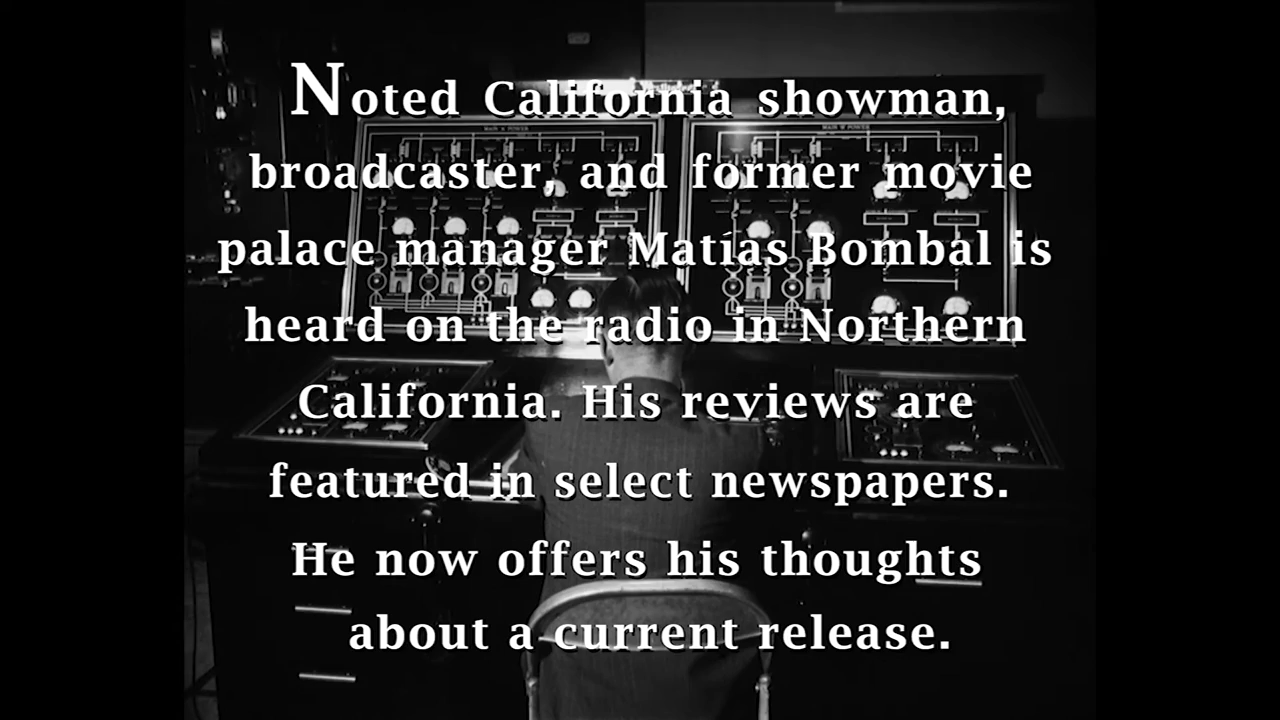 Noted California showman,
broadcaster, and former movie
palace manager Matías Bombal is
heard on the radio in Northern
California. His reviews are
featured in select newspapers.
He now offers his thoughts
about a current release.